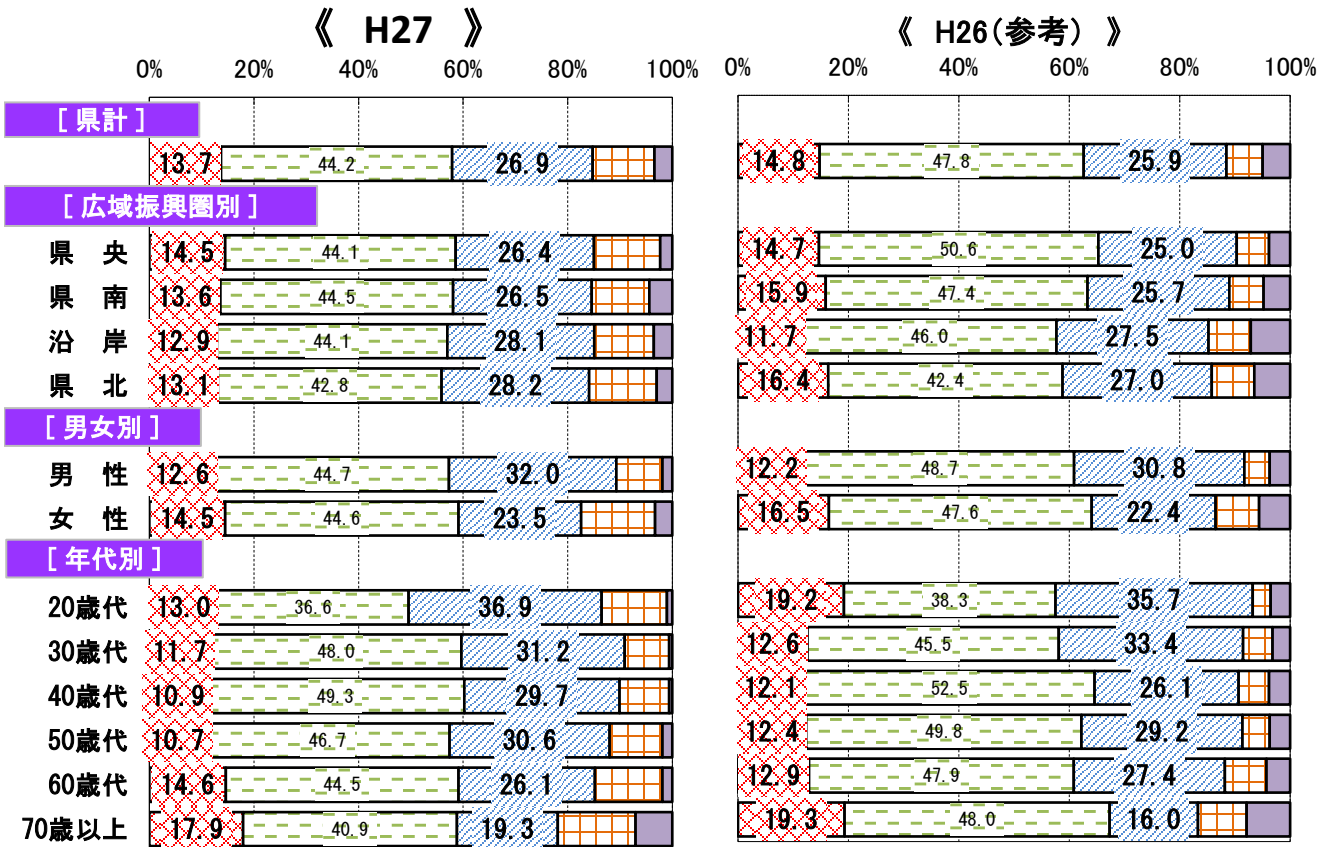 《 H27 》 《 H26(参考) 》
0% 20% 40% 60% 80% 100% 0% 20% 40% 60% 80% 100%
[ 県計 ]
13.7 44.2 26.9 14.8 47.8 25.9
[ 広域振興圏別 ]
県 央 14.5 44.1 26.4 14.7 50.6 25.0
県 南 13.6 44.5 26.5 15.9 47.4 25.7
沿 岸 12.9 44.1 28.1 11.7 46.0 27.5
県 北 13.1 42.8 28.2 16.4 42.4 27.0
[ 男女別 ]
男 性 12.6 44.7 32.0 12.2 48.7 30.8
女 性 14.5 44.6 23.5 16.5 47.6 22.4
[ 年代別 ]
20歳代 13.0 36.6 36.9 19.2 38.3 35.7
30歳代 11.7 48.0 31.2 12.6 45.5 33.4
40歳代 10.9 49.3 29.7 12.1 52.5 26.1
50歳代 10.7 46.7 30.6 12.4 49.8 29.2
60歳代 14.6 44.5 26.1 12.9 47.9 27.4
70歳以上 17.9 40.9 19.3 19.3 48.0 16.0